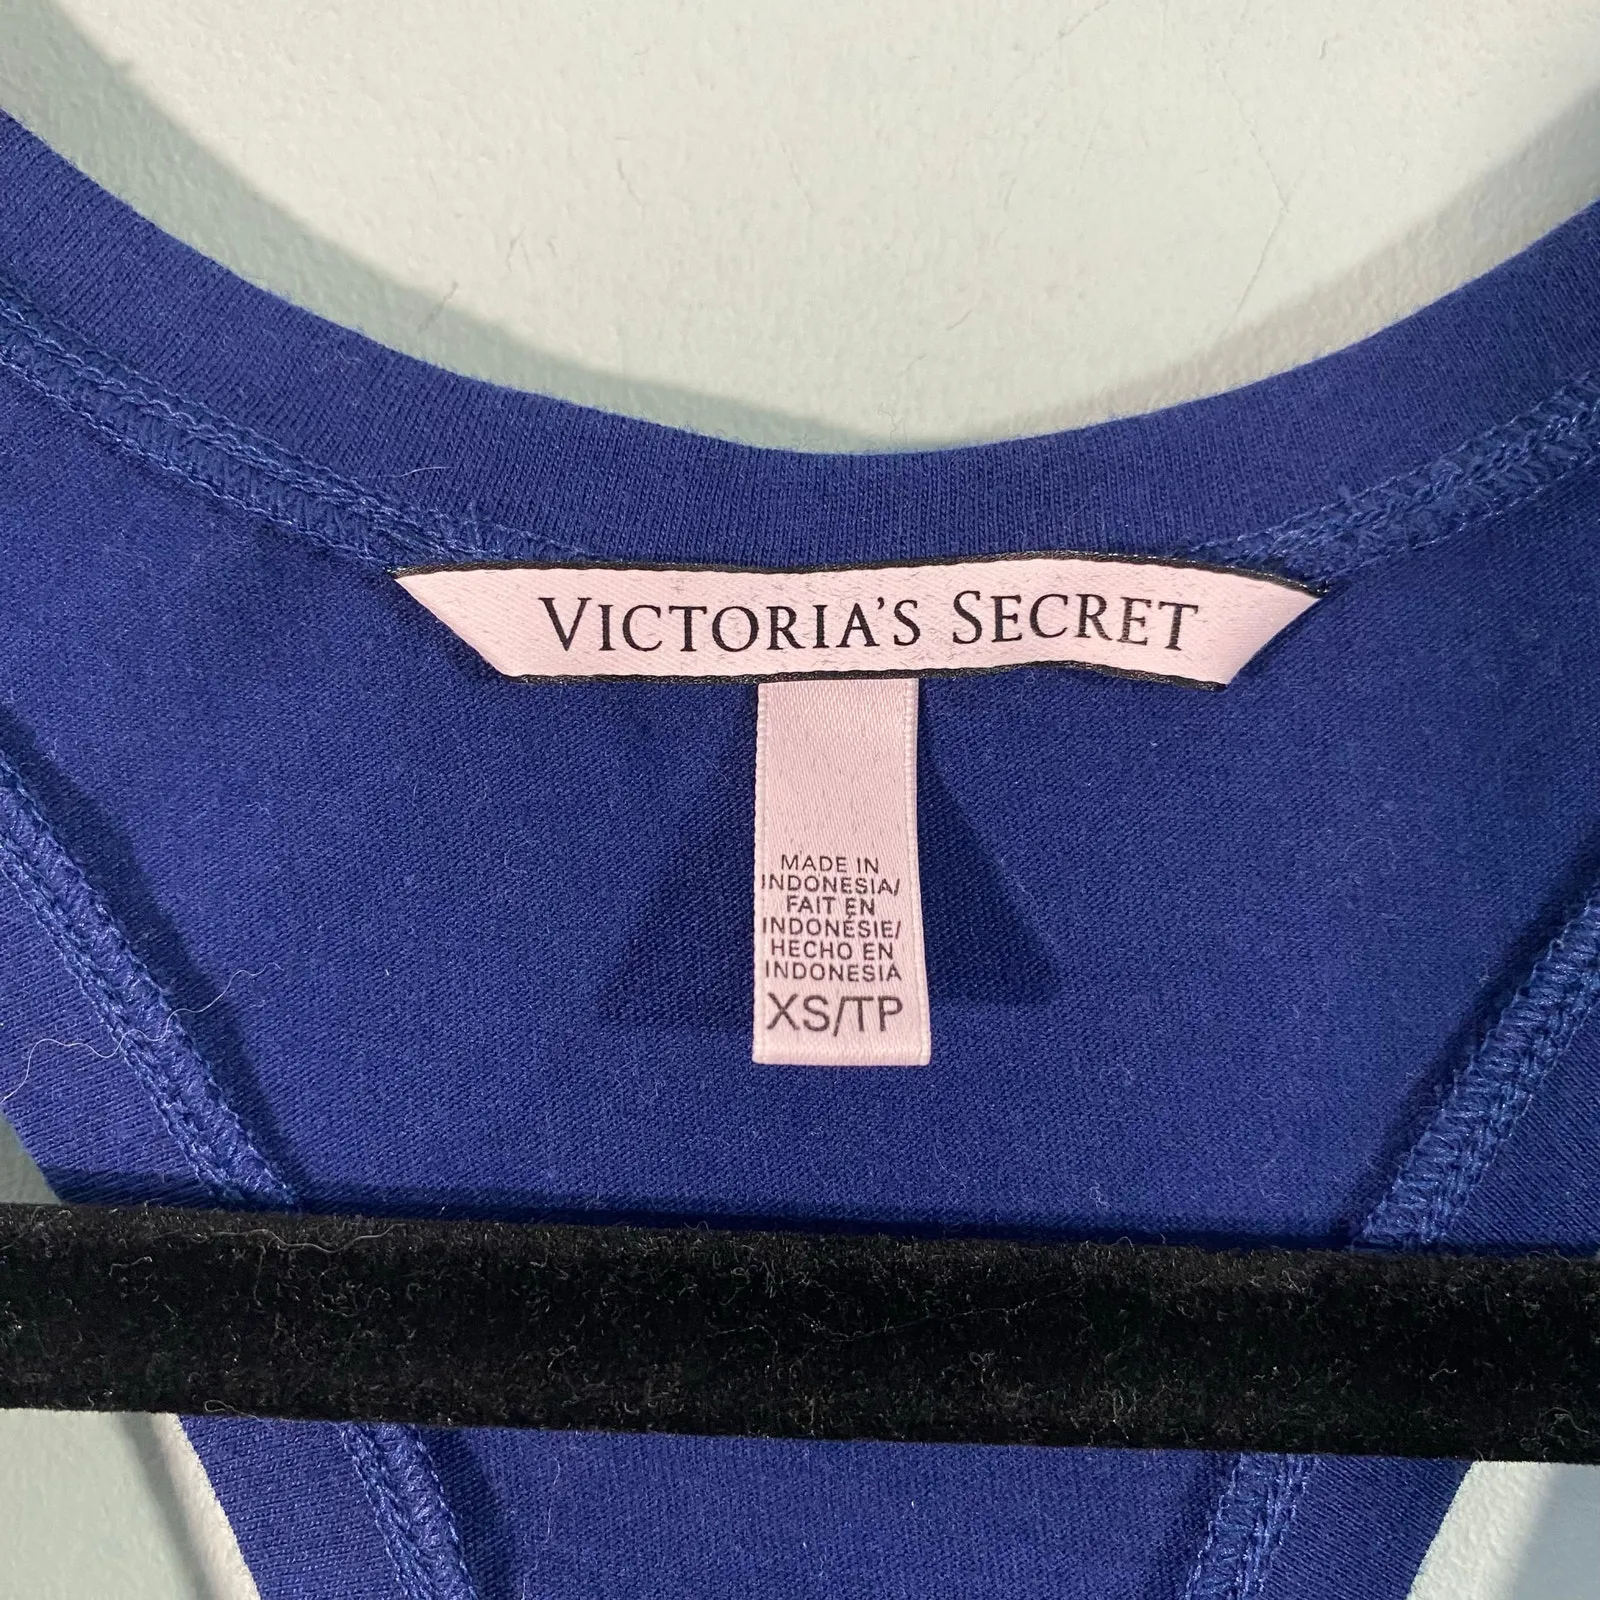 VICTORIA'S SECRET
MADE IN
INDONESIA/
FAIT EN
INDONÉSIE/
HECHO EN
INDONESIA
XS/TP